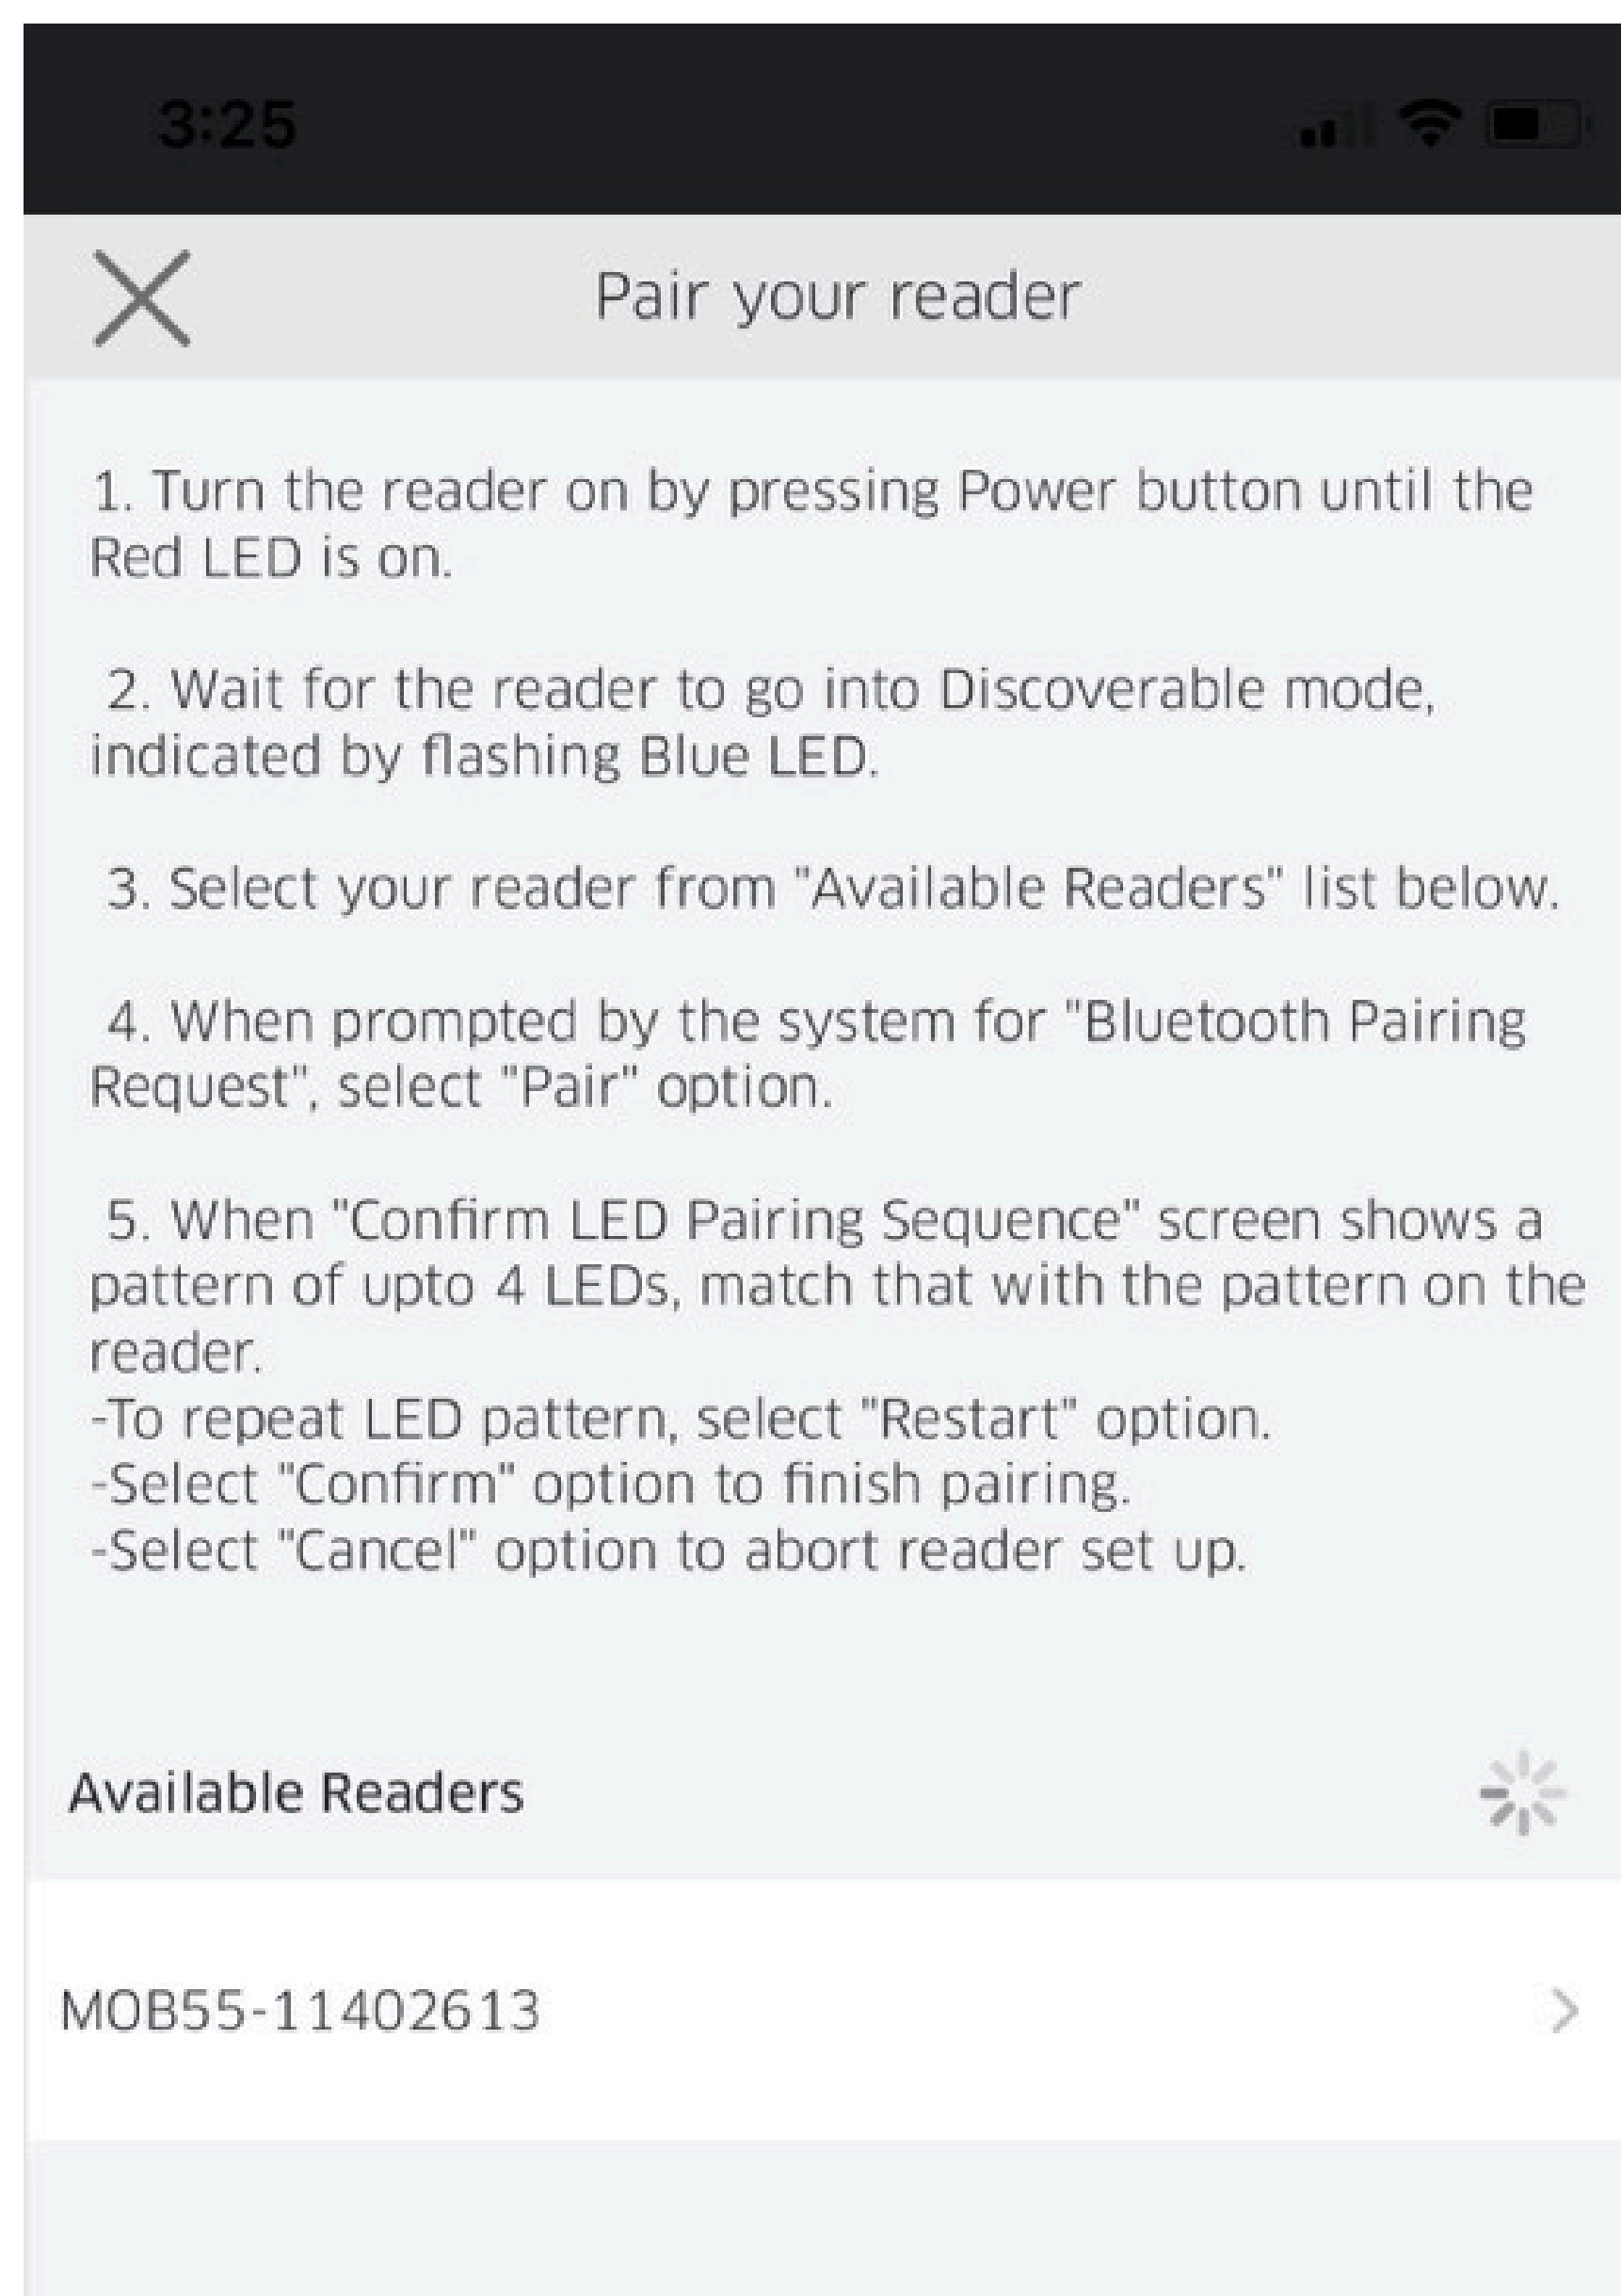 3:25
Pair your reader
1. Turn the reader on by pressing Power button until the
Red LED is on.
2. Wait for the reader to go into Discoverable mode,
indicated by flashing Blue LED.
3. Select your reader from "Available Readers" list below.
4. When prompted by the system for "Bluetooth Pairing
Request", select "Pair" option.
5. When "Confirm LED Pairing Sequence" screen shows a
pattern of upto 4 LEDs, match that with the pattern on the
reader.
-To repeat LED pattern, select "Restart" option.
-Select "Confirm" option to finish pairing.
-Select "Cancel" option to abort reader set up.
Available Readers
MOB55-11402613